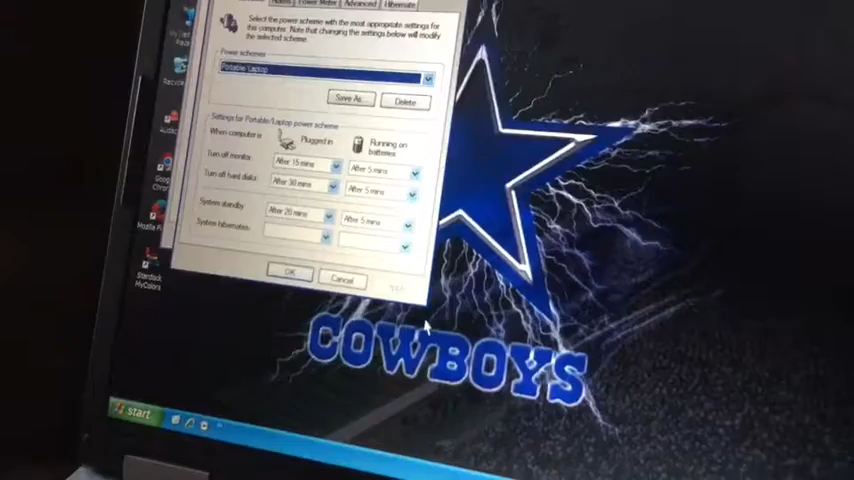 Alarms Power Meter Advanced Hibernate
Select the power scheme with the most appropriate settings for
this computer. Note that changing the settings below will modify
the selected scheme.
Power schemes
Portable/Laptop
Save As...
Delete
Settings for Portable/Laptop power scheme
When computer is:
Plugged in
Running on
batteries
Turn off monitor:
After 15 mins
After 5 mins
Turn off hard disks:
After 30 mins
After 5 mins
System standby:
After 20 mins
After 5 mins
System hibernates:
OK
Cancel
Apply
Recycle
Stardock
MyColors
COWBOYS
start